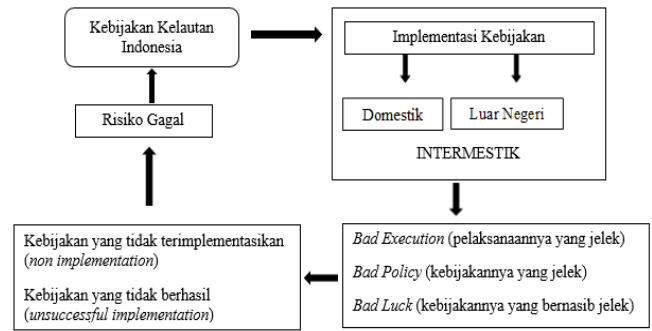 Kebijakan Kelautan
Indonesia
Implementasi Kebijakan
Domestik
Luar Negeri
INTERMESTIK
Risiko Gagal
Kebijakan yang tidak terimplementasikan
(non implementation)
Kebijakan yang tidak berhasil
(unsuccessful implementation)
Bad Execution (pelaksanaannya yang jelek)
Bad Policy (kebijakannya yang jelek)
Bad Luck (kebijakannya yang bernasib jelek)